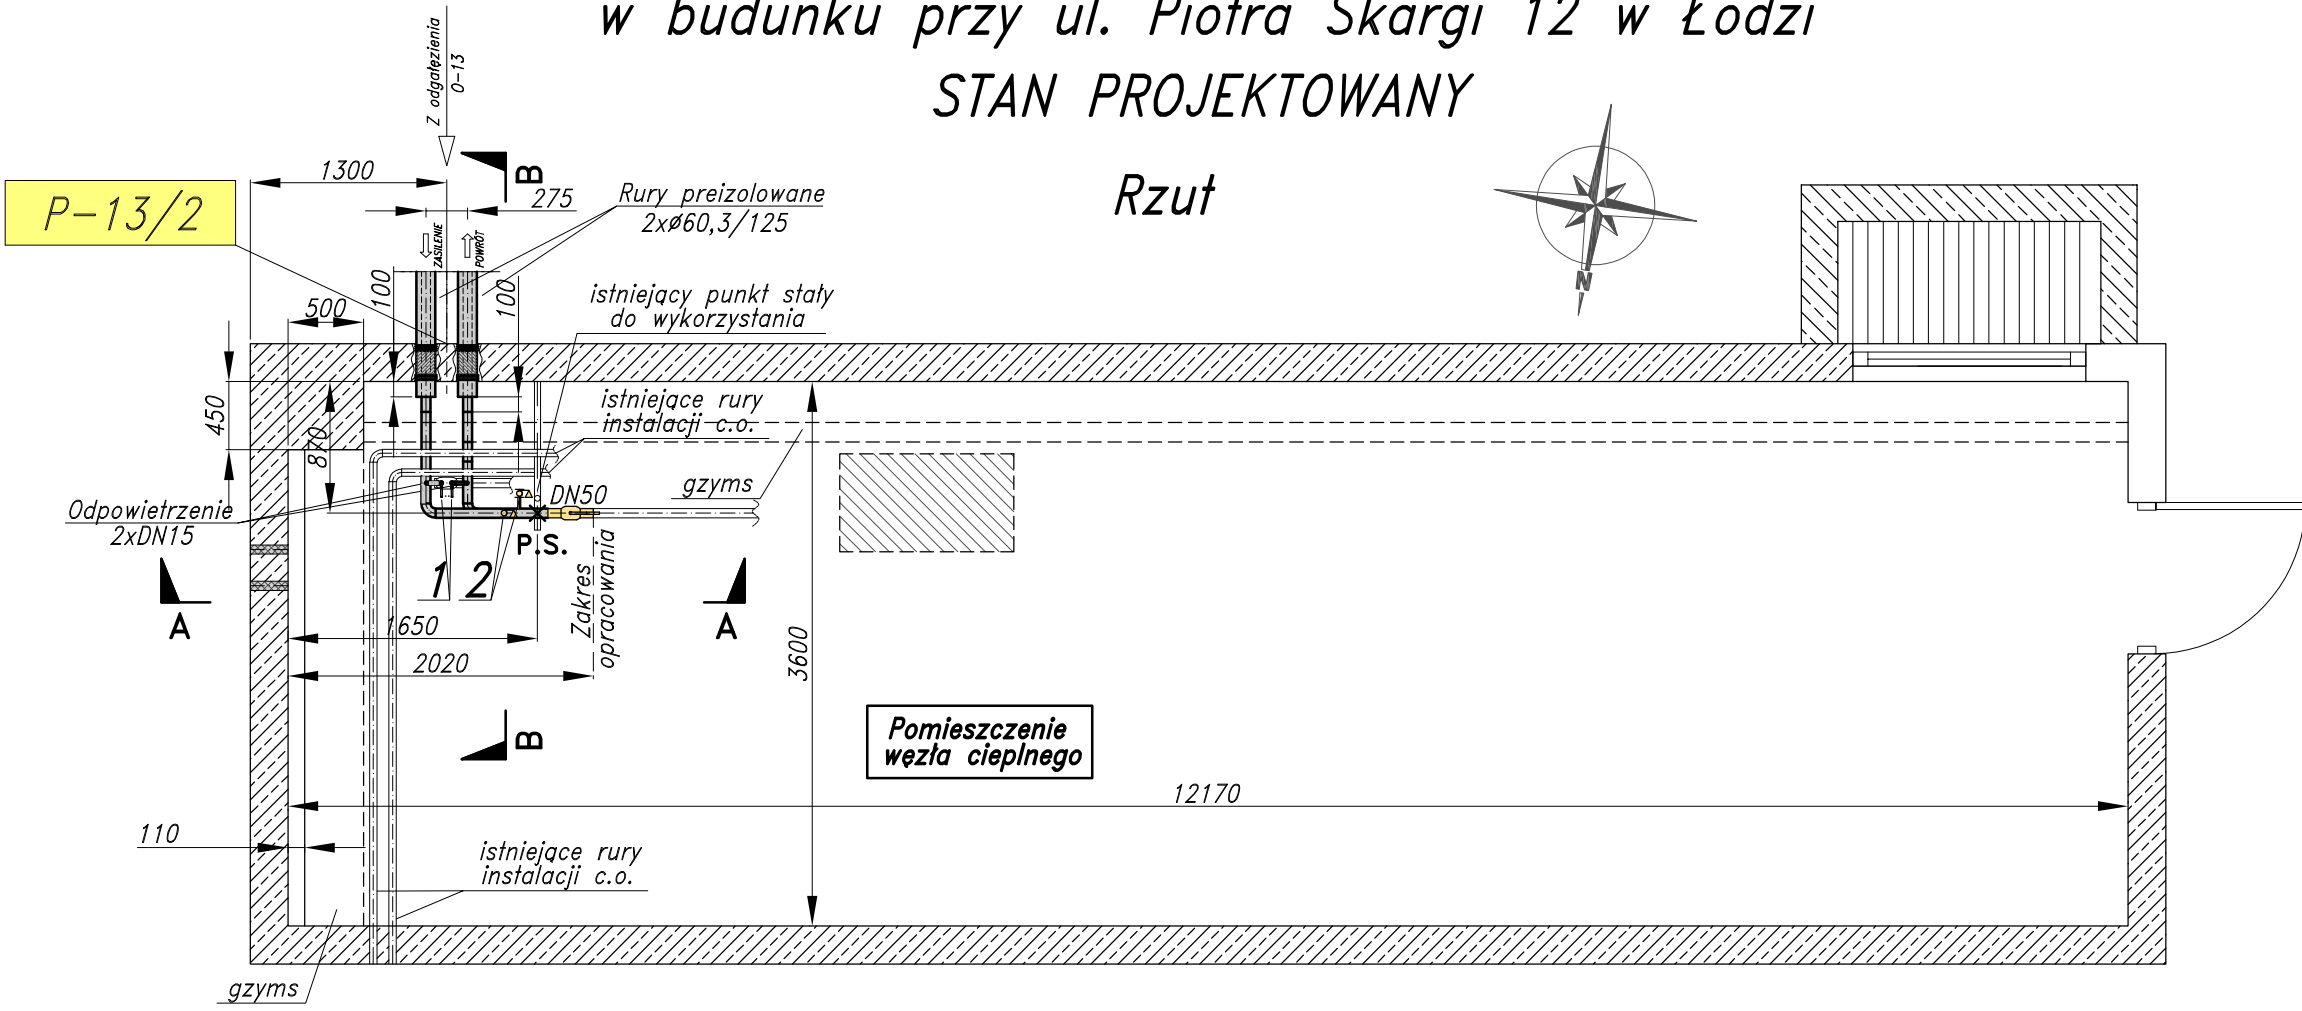 w budunku przy ul. Piotra Skargi 12 w Łodzi
STAN PROJEKTOWANY
Rzut
Z odgałęzienia
O-13
1300
B
275
Rury preizolowane
2xø60,3/125
P-13/2
ZASILENIE
POWRÓT
N
100
100
500
istniejący punkt stały
do wykorzystania
450
870
istniejące rury
instalacji c.o.
gzyms
DN50
Odpowietrzenie
2xDN15
P.S.
1
2
Zakres
opracowania
A
A
1650
2020
3600
B
Pomieszczenie
węzła cieplnego
12170
110
istniejące rury
instalacji c.o.
gzyms